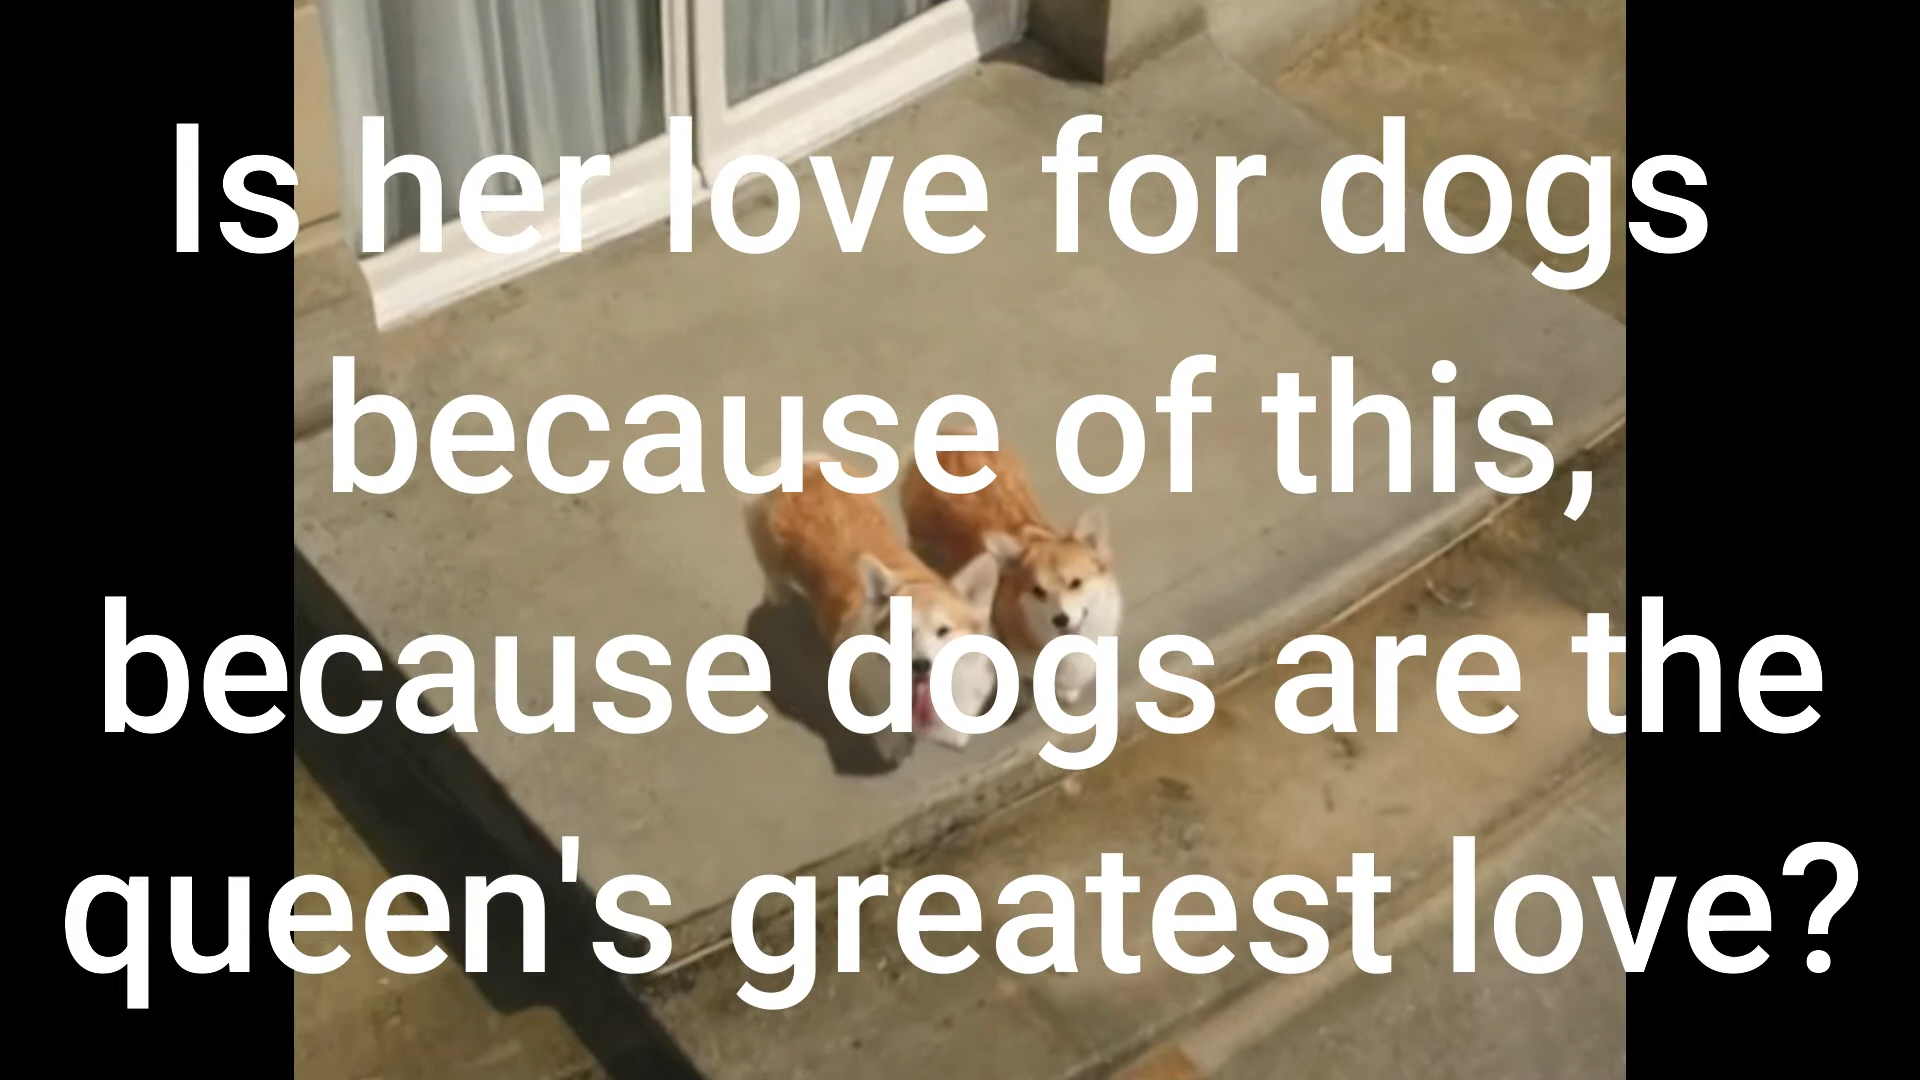 Is her love for dogs
because of this,
because dogs are the
queen's greatest love?